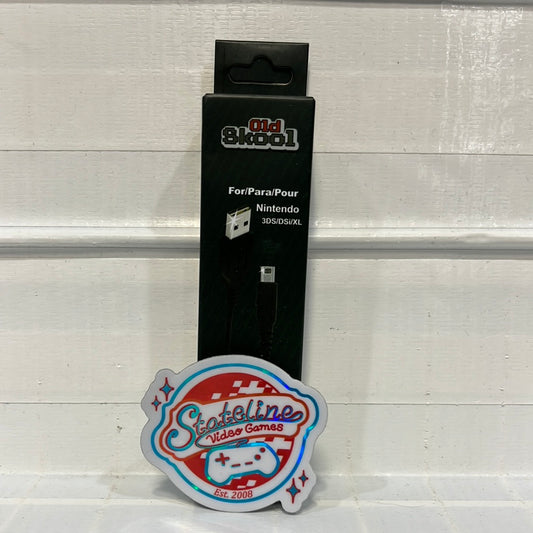 Old
Skool
For/Para/Pour
Nintendo
3DS/DSi/XL
Stateline
Video Games
Est. 2008